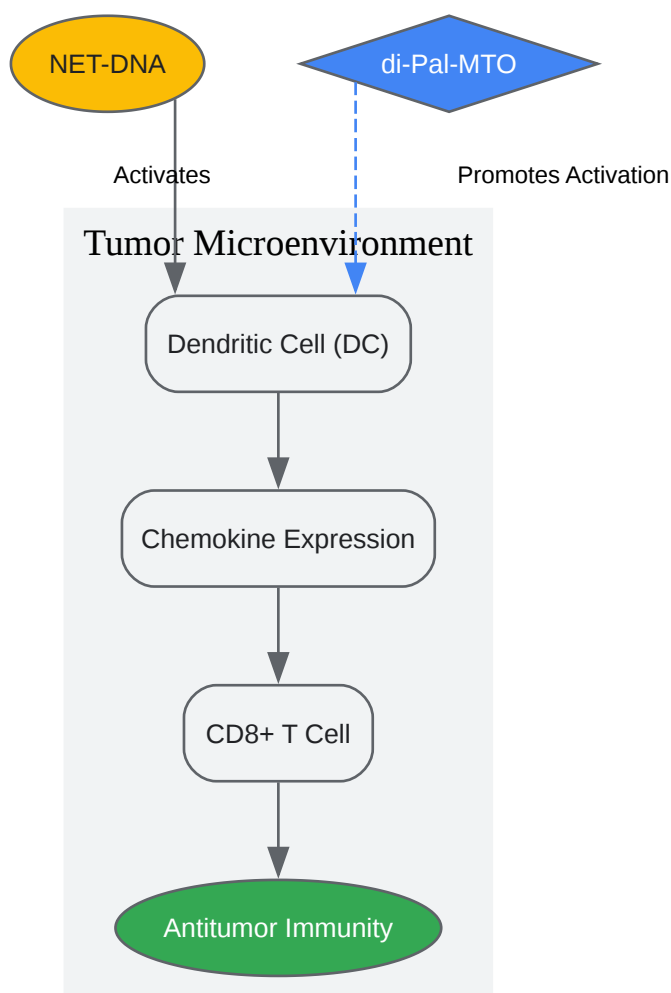 NET-DNA
di-Pal-MTO
Activates
Promotes Activation
Tumor Microenvironment
Dendritic Cell (DC)
Chemokine Expression
CD8+ T Cell
Antitumor Immunity